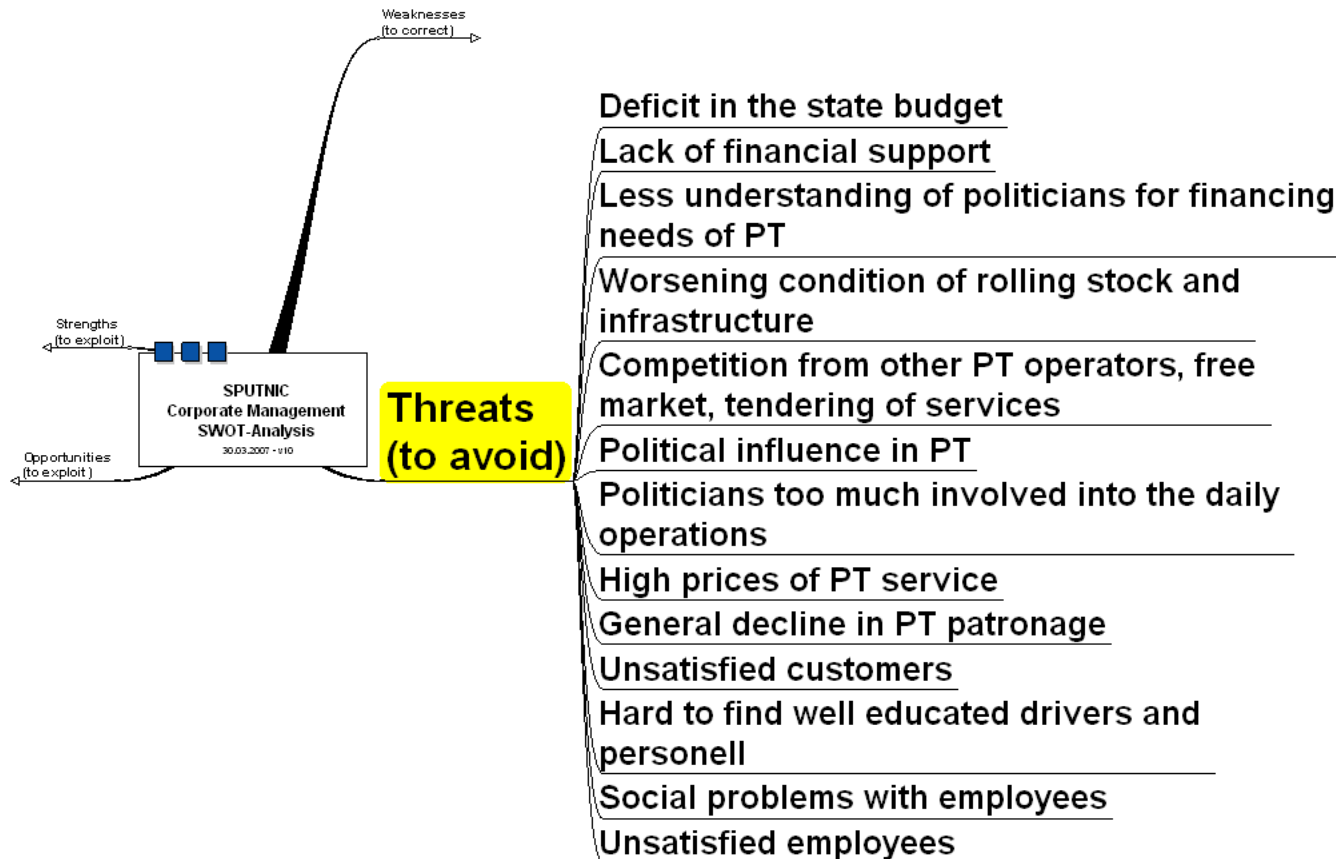 Weaknesses
(to correct)
Strengths
(to exploit)
SPUTNIC
Corporate Management
SWOT-Analysis
30.03.2007 - v10
Opportunities
(to exploit)
Threats
(to avoid)
Deficit in the state budget
Lack of financial support
Less understanding of politicians for financing
needs of PT
Worsening condition of rolling stock and
infrastructure
Competition from other PT operators, free
market, tendering of services
Political influence in PT
Politicians too much involved into the daily
operations
High prices of PT service
General decline in PT patronage
Unsatisfied customers
Hard to find well educated drivers and
personell
Social problems with employees
Unsatisfied employees